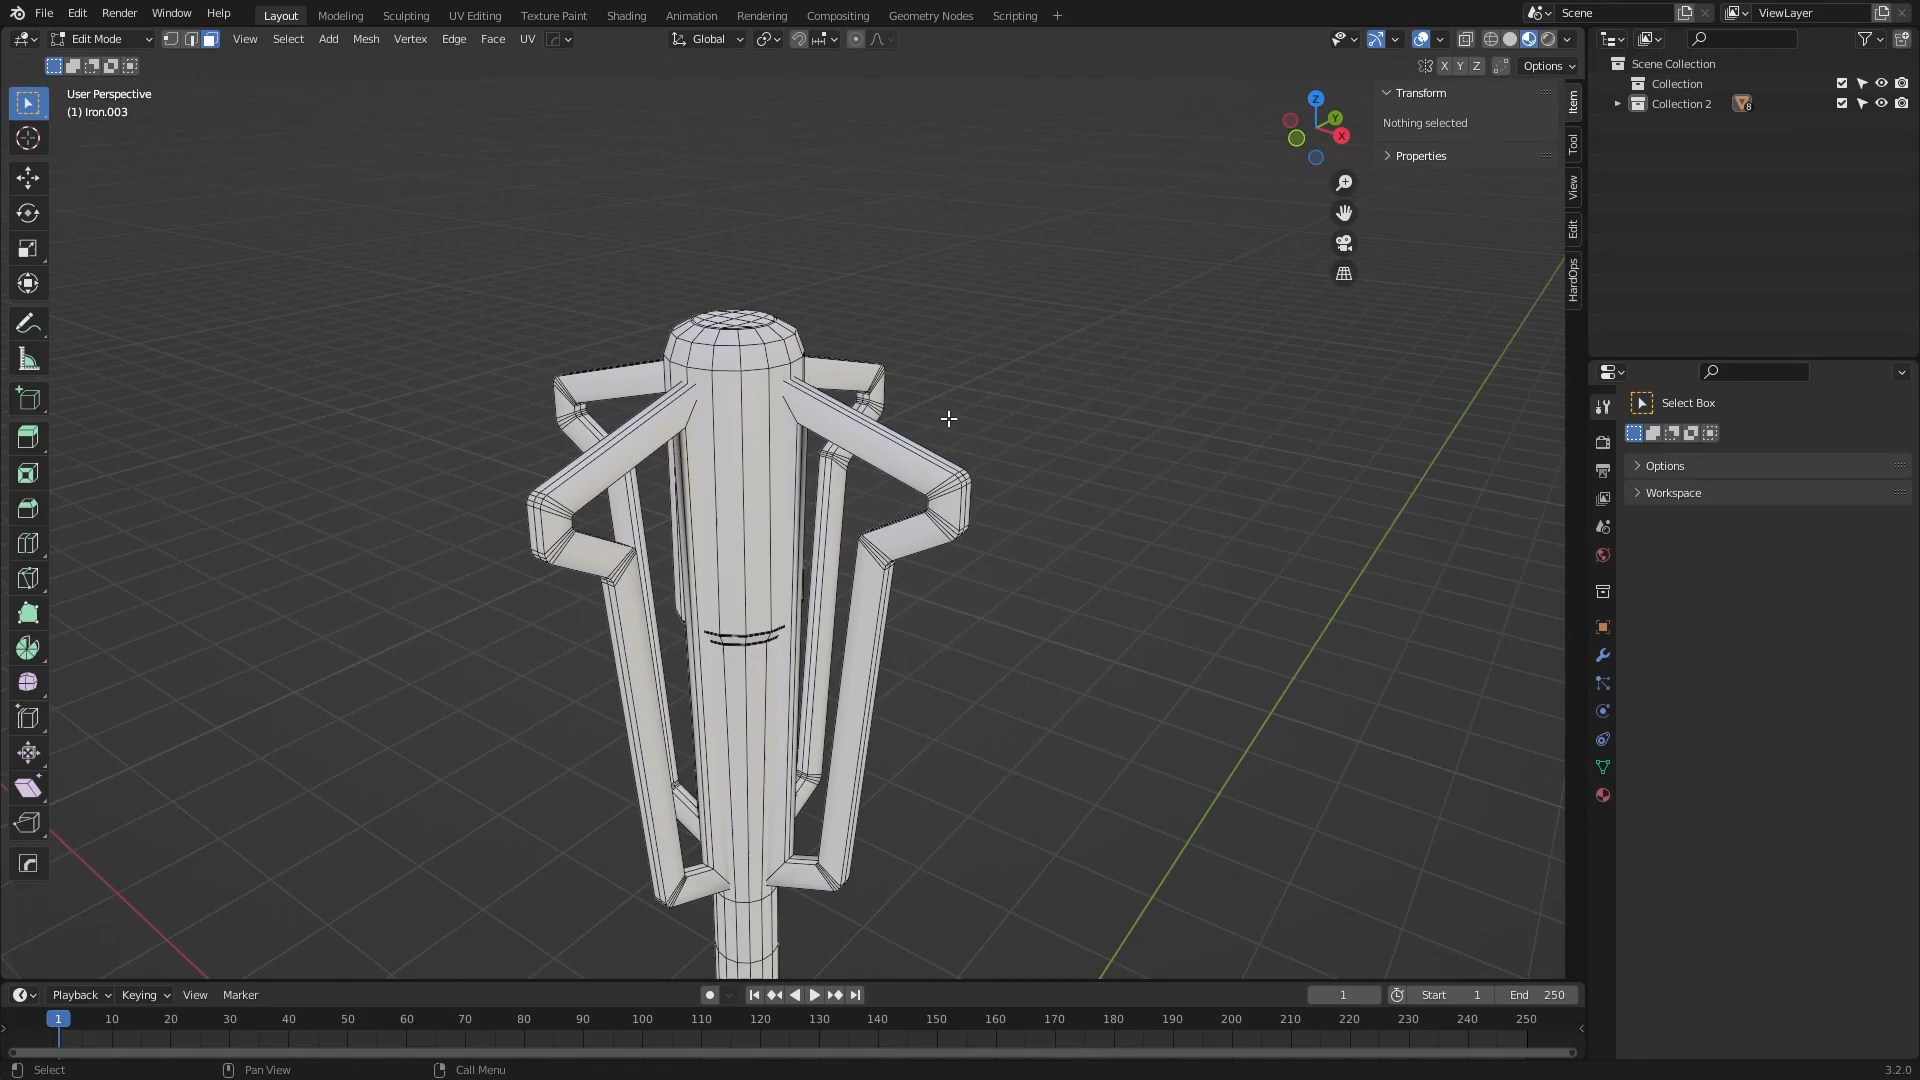 File Edit Render Window Help Layout Modeling Sculpting UV Editing Texture Paint Shading Animation Rendering Compositing Geometry Nodes Scripting + Scene ViewLayer
Edit Mode View Select Add Mesh Vertex Edge Face UV Global
X Y Z Options
User Perspective
(1) Iron.003
Z
Y
X
Transform
Nothing selected
Properties
Item
Tool
View
Edit
HardOps
Scene Collection
Collection
Collection 2 8
Select Box
Options
Workspace
Playback Keying View Marker 1 Start 1 End 250
1 10 20 30 40 50 60 70 80 90 100 110 120 130 140 150 160 170 180 190 200 210 220 230 240 250
Select Pan View Call Menu 3.2.0